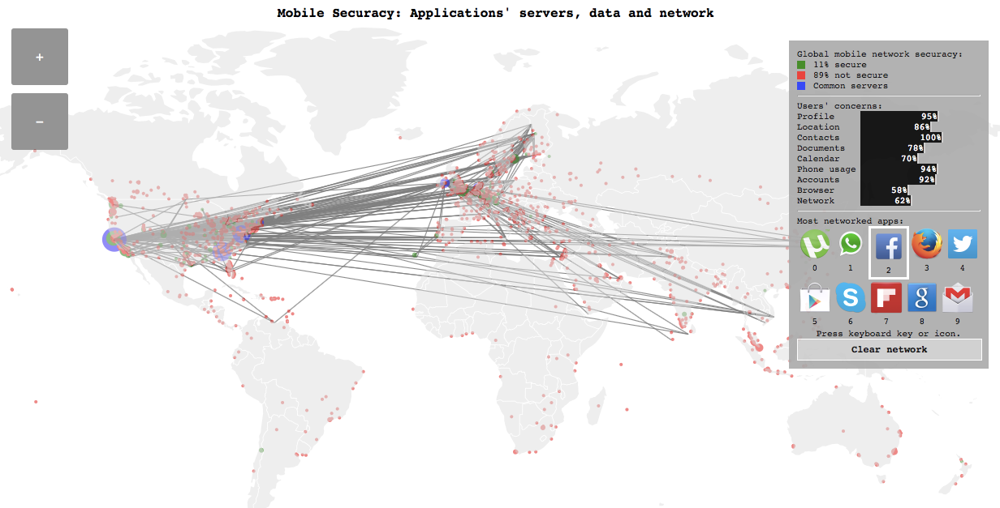 Mobile Securacy: Applications' servers, data and network
+
−
Global mobile network securacy:
11% secure
89% not secure
Common servers
Users' concerns:
Profile 95%
Location 86%
Contacts 100%
Documents 78%
Calendar 70%
Phone usage 94%
Accounts 92%
Browser 58%
Network 62%
Most networked apps:
0 1 2 3 4
5 6 7 8 9
Press keyboard key or icon.
Clear network